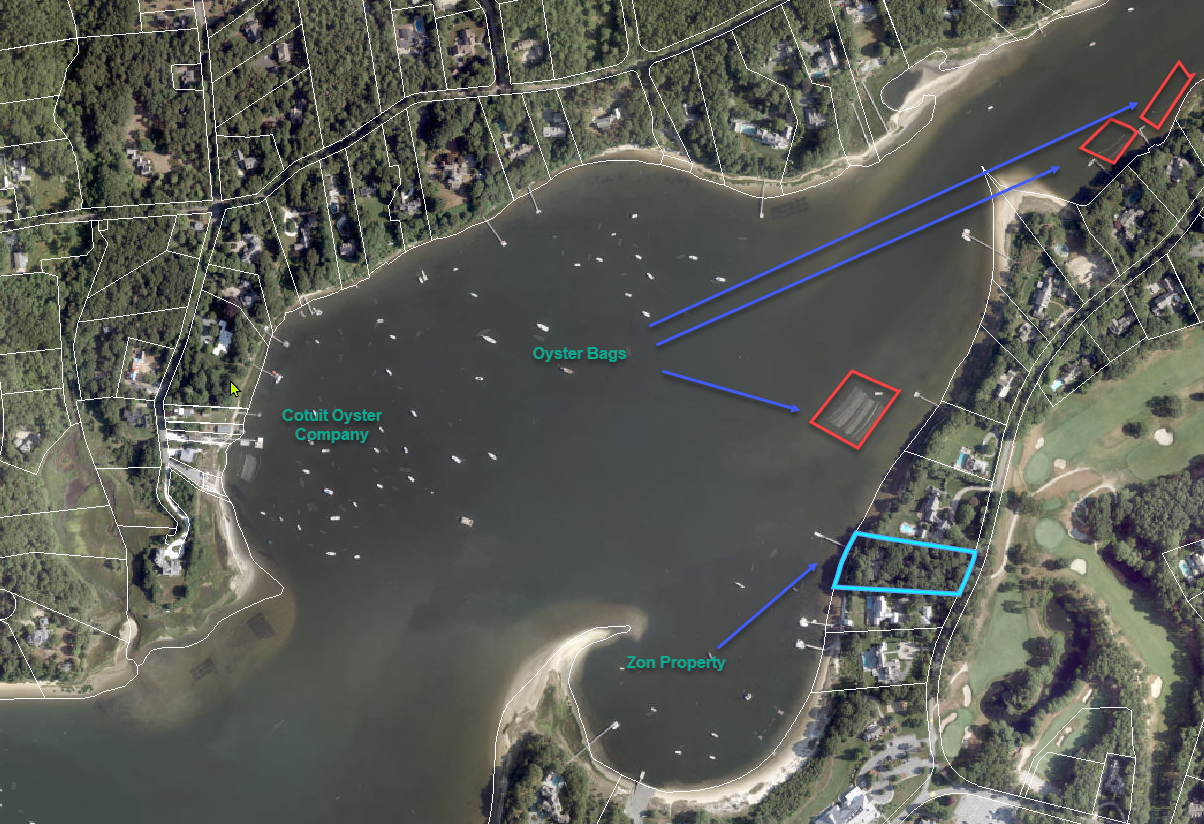 Oyster Bags
Cotuit Oyster
Company
Zon Property